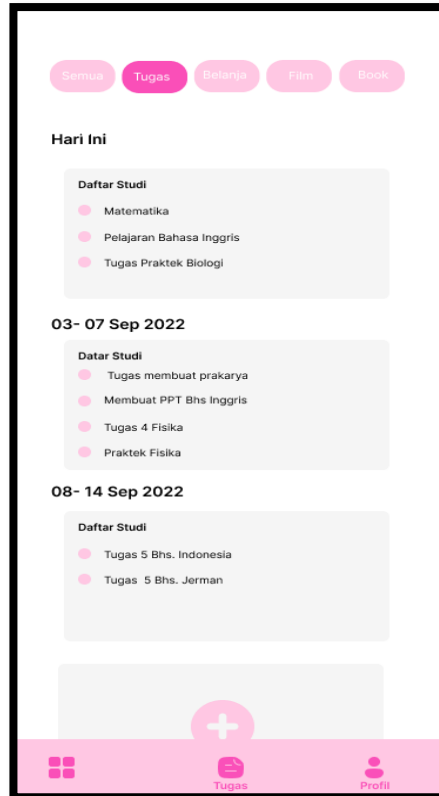 Semua Tugas Belanja Film Book
Hari Ini
Daftar Studi
Matematika
Pelajaran Bahasa Inggris
Tugas Praktek Biologi
03- 07 Sep 2022
Datar Studi
Tugas membuat prakarya
Membuat PPT Bhs Inggris
Tugas 4 Fisika
Praktek Fisika
08- 14 Sep 2022
Daftar Studi
Tugas 5 Bhs. Indonesia
Tugas 5 Bhs. Jerman
Tugas Profil